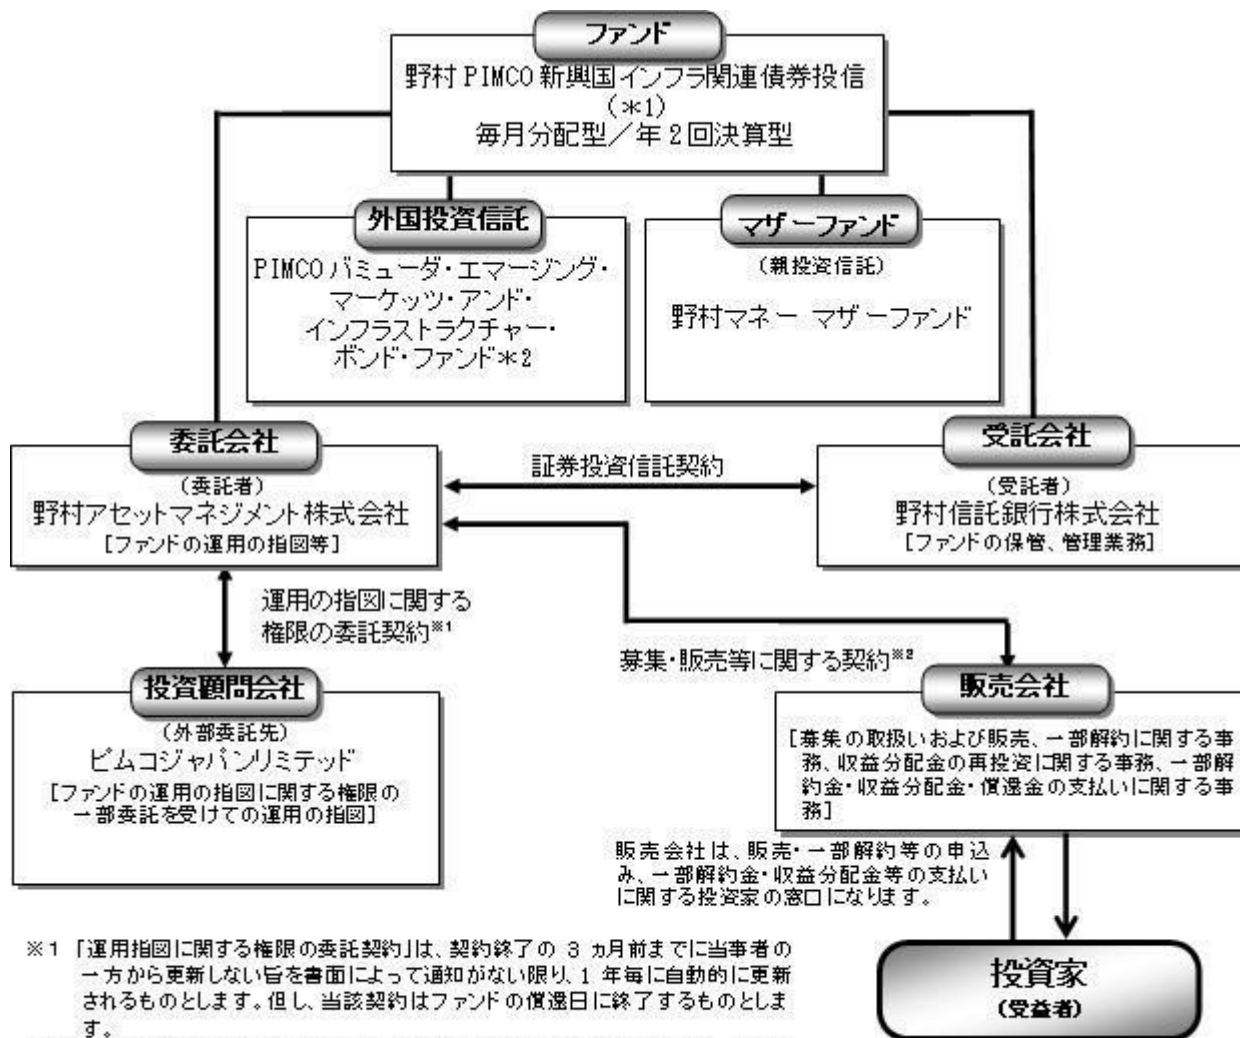 ファンド
野村 PIMCO 新興国インフラ関連債券投信
(＊1)
毎月分配型／年２回決算型
外国投資信託
PIMCO バミューダ・エマージング・
マーケッツ・アンド・
インフラストラクチャー・
ボンド・ファンド＊2
マザーファンド
（親投資信託）
野村マネー マザーファンド
委託会社
（委託者）
野村アセットマネジメント株式会社
［ファンドの運用の指図等］
証券投資信託契約
受託会社
（受託者）
野村信託銀行株式会社
［ファンドの保管、管理業務］
運用の指図に関する
権限の委託契約※1
募集・販売等に関する契約※2
投資顧問会社
（外部委託先）
ピムコジャパンリミテッド
［ファンドの運用の指図に関する権限の
一部委託を受けての運用の指図］
販売会社
［募集の取扱いおよび販売、一部解約に関する事
務、収益分配金の再投資に関する事務、一部解
約金・収益分配金・償還金の支払いに関する事
務］
販売会社は、販売・一部解約等の申込
み、一部解約金・収益分配金等の支払い
に関する投資家の窓口になります。
投資家
（受益者）
※１ 「運用指図に関する権限の委託契約」は、契約終了の 3 ヵ月前までに当事者の
一方から更新しない旨を書面によって通知がない限り、1 年毎に自動的に更新
されるものとします。但し、当該契約はファンドの償還日に終了するものとしま
す。